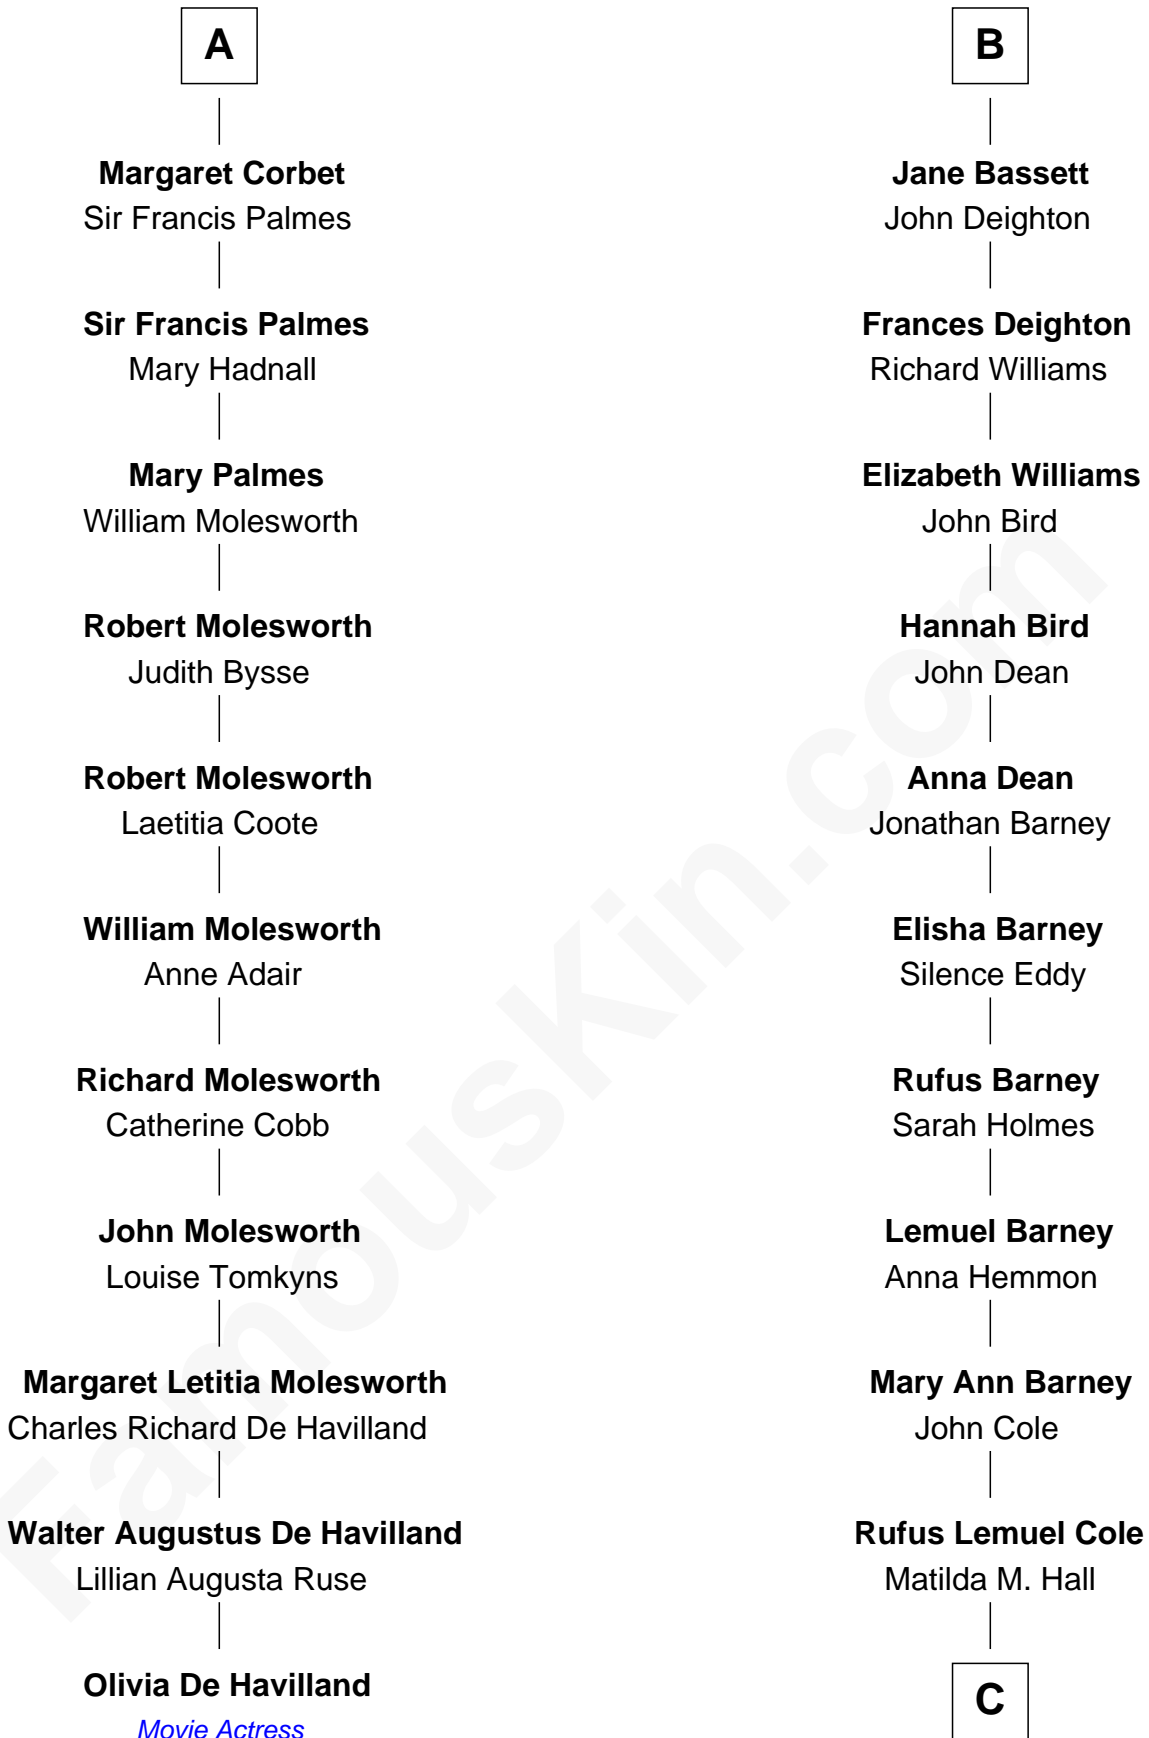 A
Margaret Corbet
Sir Francis Palmes
Sir Francis Palmes
Mary Hadnall
Mary Palmes
William Molesworth
Robert Molesworth
Judith Bysse
Robert Molesworth
Laetitia Coote
William Molesworth
Anne Adair
Richard Molesworth
Catherine Cobb
John Molesworth
Louise Tomkyns
Margaret Letitia Molesworth
Charles Richard De Havilland
Walter Augustus De Havilland
Lillian Augusta Ruse
Olivia De Havilland
Movie Actress
B
Jane Bassett
John Deighton
Frances Deighton
Richard Williams
Elizabeth Williams
John Bird
Hannah Bird
John Dean
Anna Dean
Jonathan Barney
Elisha Barney
Silence Eddy
Rufus Barney
Sarah Holmes
Lemuel Barney
Anna Hemmon
Mary Ann Barney
John Cole
Rufus Lemuel Cole
Matilda M. Hall
C
FamousKin.com